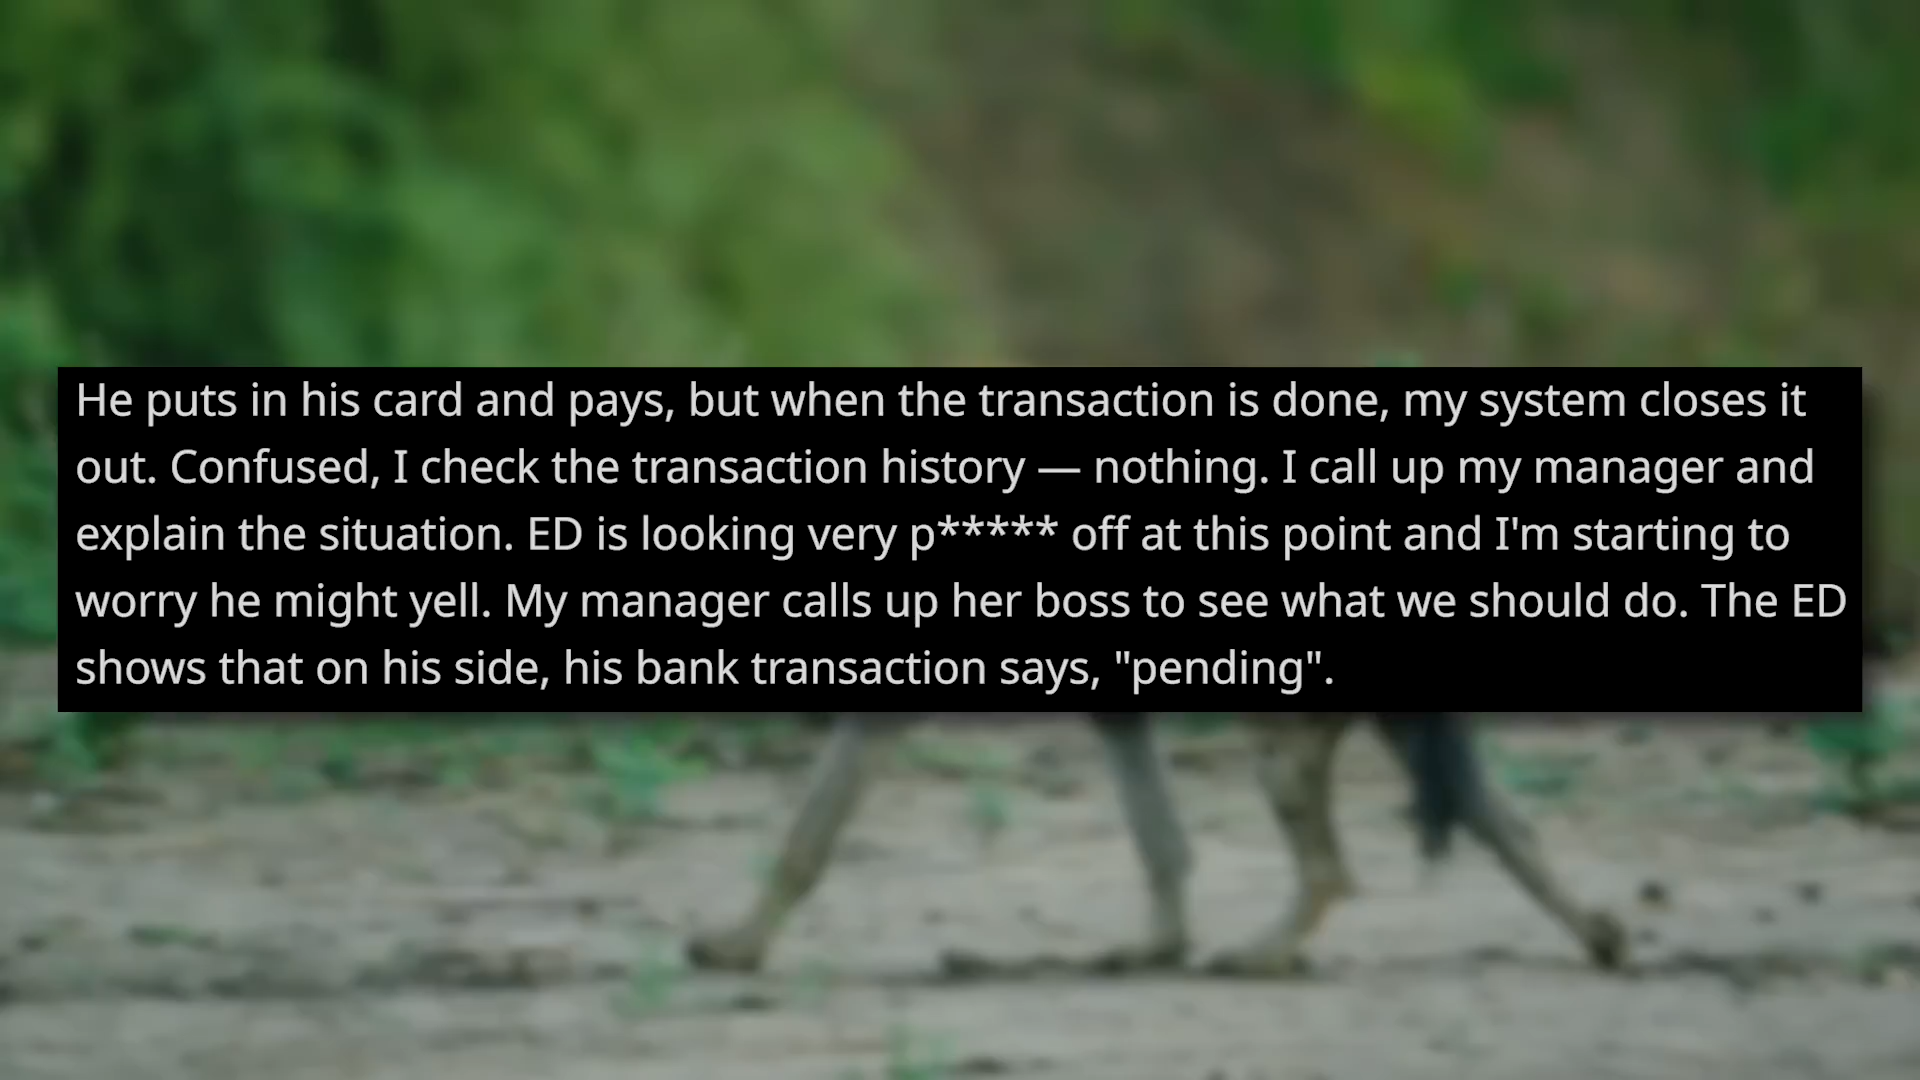 He puts in his card and pays, but when the transaction is done, my system closes it
out. Confused, I check the transaction history — nothing. I call up my manager and
explain the situation. ED is looking very p***** off at this point and I'm starting to
worry he might yell. My manager calls up her boss to see what we should do. The ED
shows that on his side, his bank transaction says, "pending".